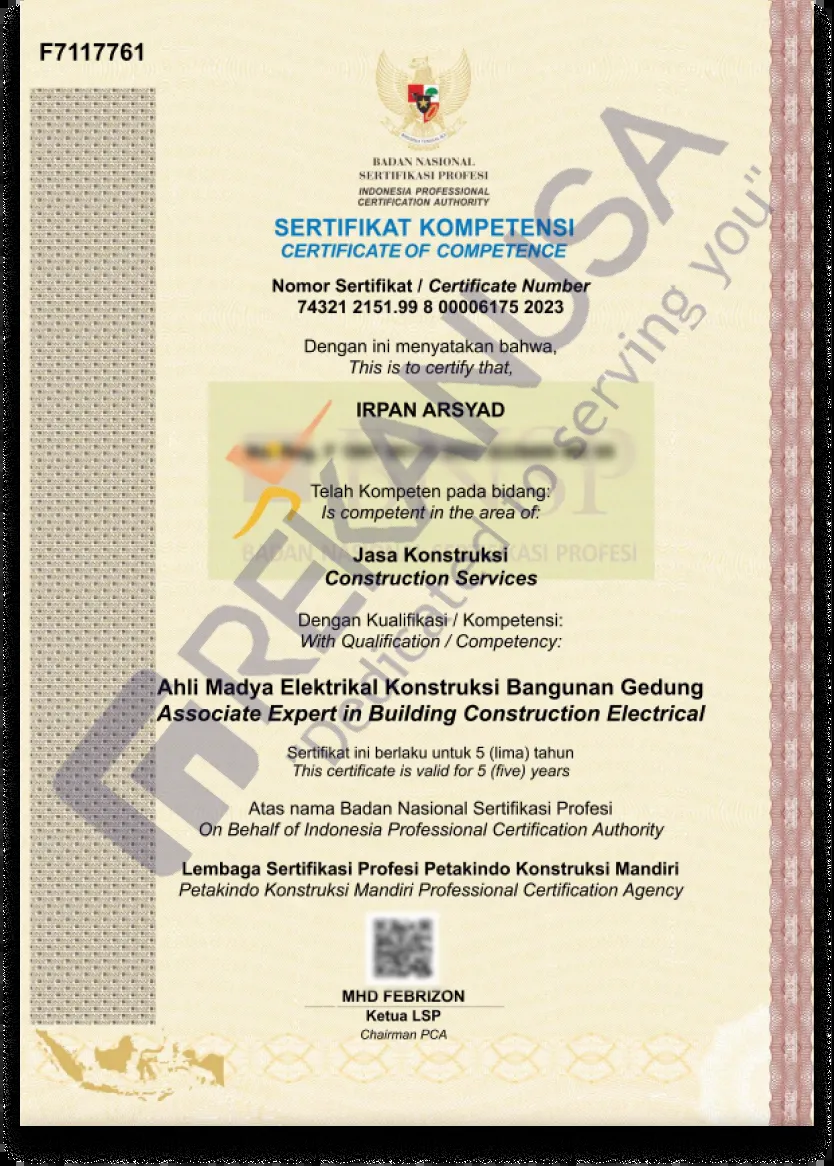 F7117761
BADAN NASIONAL
SERTIFIKASI PROFESI
INDONESIA PROFESSIONAL
CERTIFICATION AUTHORITY
SERTIFIKAT KOMPETENSI
CERTIFICATE OF COMPETENCE
Nomor Sertifikat / Certificate Number
74321 2151.99 8 00006175 2023
Dengan ini menyatakan bahwa,
This is to certify that,
IRPAN ARSYAD
Telah Kompeten pada bidang:
Is competent in the area of:
BADAN NASIONAL SERTIFIKASI PROFESI
Jasa Konstruksi
Construction Services
Dengan Kualifikasi / Kompetensi:
With Qualification / Competency:
Ahli Madya Elektrikal Konstruksi Bangunan Gedung
Associate Expert in Building Construction Electrical
Sertifikat ini berlaku untuk 5 (lima) tahun
This certificate is valid for 5 (five) years
Atas nama Badan Nasional Sertifikasi Profesi
On Behalf of Indonesia Professional Certification Authority
Lembaga Sertifikasi Profesi Petakindo Konstruksi Mandiri
Petakindo Konstruksi Mandiri Professional Certification Agency
MHD FEBRIZON
Ketua LSP
Chairman PCA
REKANUSA
"Dedicated to serving you"